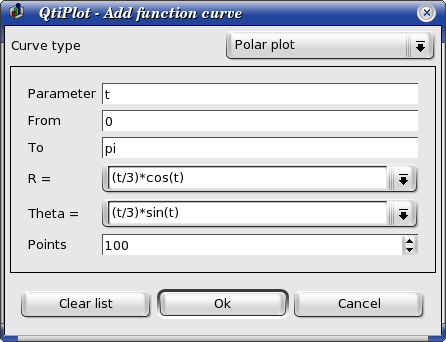 QtiPlot - Add function curve
Curve type Polar plot
Parameter t
From 0
To pi
R = (t/3)*cos(t)
Theta = (t/3)*sin(t)
Points 100
Clear list Ok Cancel